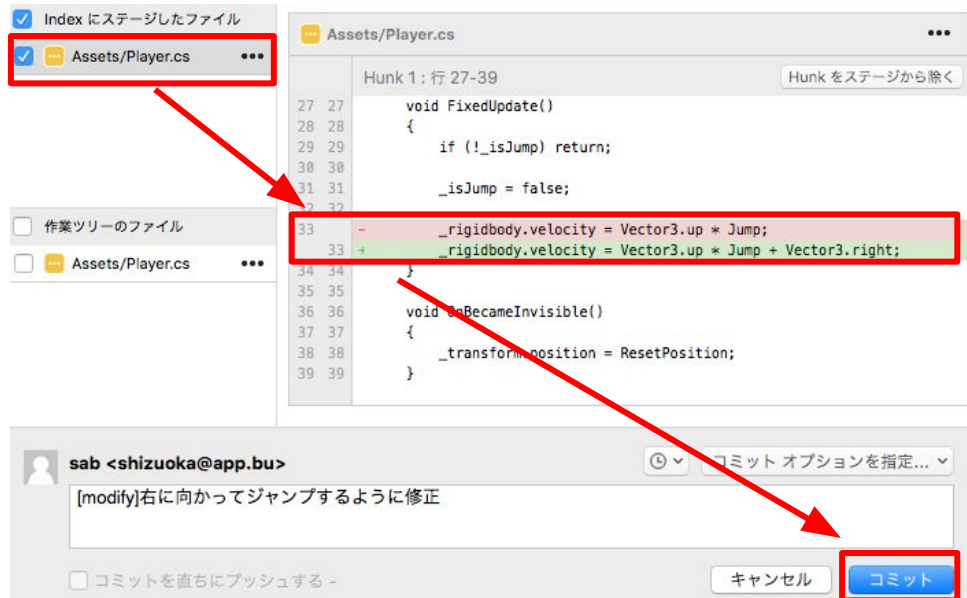 Index にステージしたファイル
Assets/Player.cs •••
作業ツリーのファイル
Assets/Player.cs •••
Assets/Player.cs •••
Hunk 1 : 行 27-39 Hunk をステージから除く
27 27 void FixedUpdate()
28 28 {
29 29 if (!_isJump) return;
30 30
31 31 _isJump = false;
32 32
33 - _rigidbody.velocity = Vector3.up * Jump;
33 + _rigidbody.velocity = Vector3.up * Jump + Vector3.right;
34 34 }
35 35
36 36 void OnBecameInvisible()
37 37 {
38 38 _transform.position = ResetPosition;
39 39 }
sab <shizuoka@app.bu> コミット オプションを指定...
[modify]右に向かってジャンプするように修正
コミットを直ちにプッシュする -
キャンセル コミット